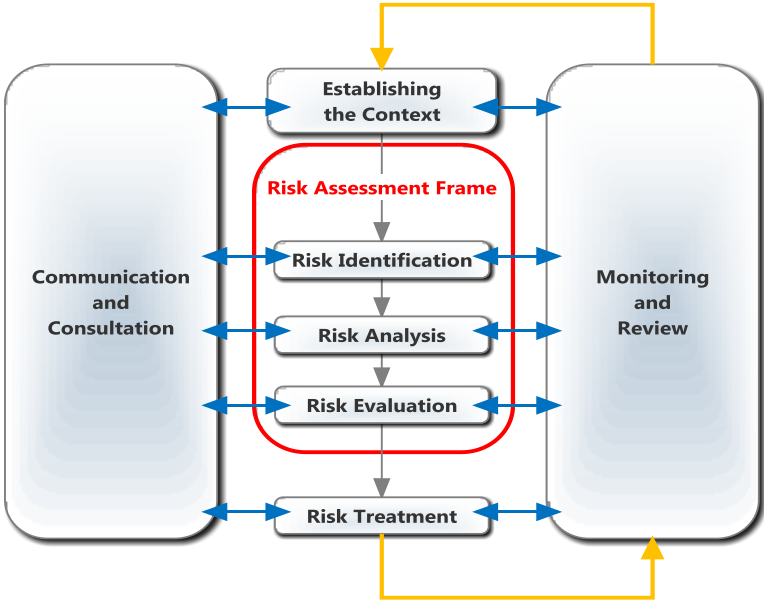 Establishing
the Context
Risk Assessment Frame
Risk Identification
Communication
and
Consultation
Monitoring
and
Review
Risk Analysis
Risk Evaluation
Risk Treatment